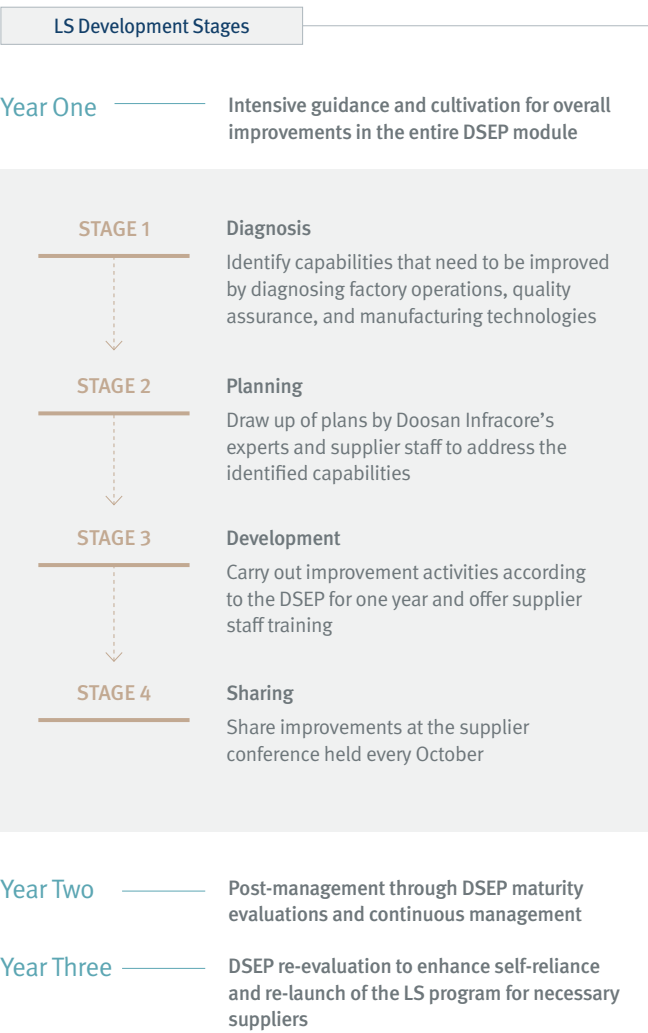 LS Development Stages
Year One
Intensive guidance and cultivation for overall
improvements in the entire DSEP module
STAGE 1
Diagnosis
Identify capabilities that need to be improved
by diagnosing factory operations, quality
assurance, and manufacturing technologies
STAGE 2
Planning
Draw up of plans by Doosan Infracore’s
experts and supplier staff to address the
identified capabilities
STAGE 3
Development
Carry out improvement activities according
to the DSEP for one year and offer supplier
staff training
STAGE 4
Sharing
Share improvements at the supplier
conference held every October
Year Two
Post-management through DSEP maturity
evaluations and continuous management
Year Three
DSEP re-evaluation to enhance self-reliance
and re-launch of the LS program for necessary
suppliers